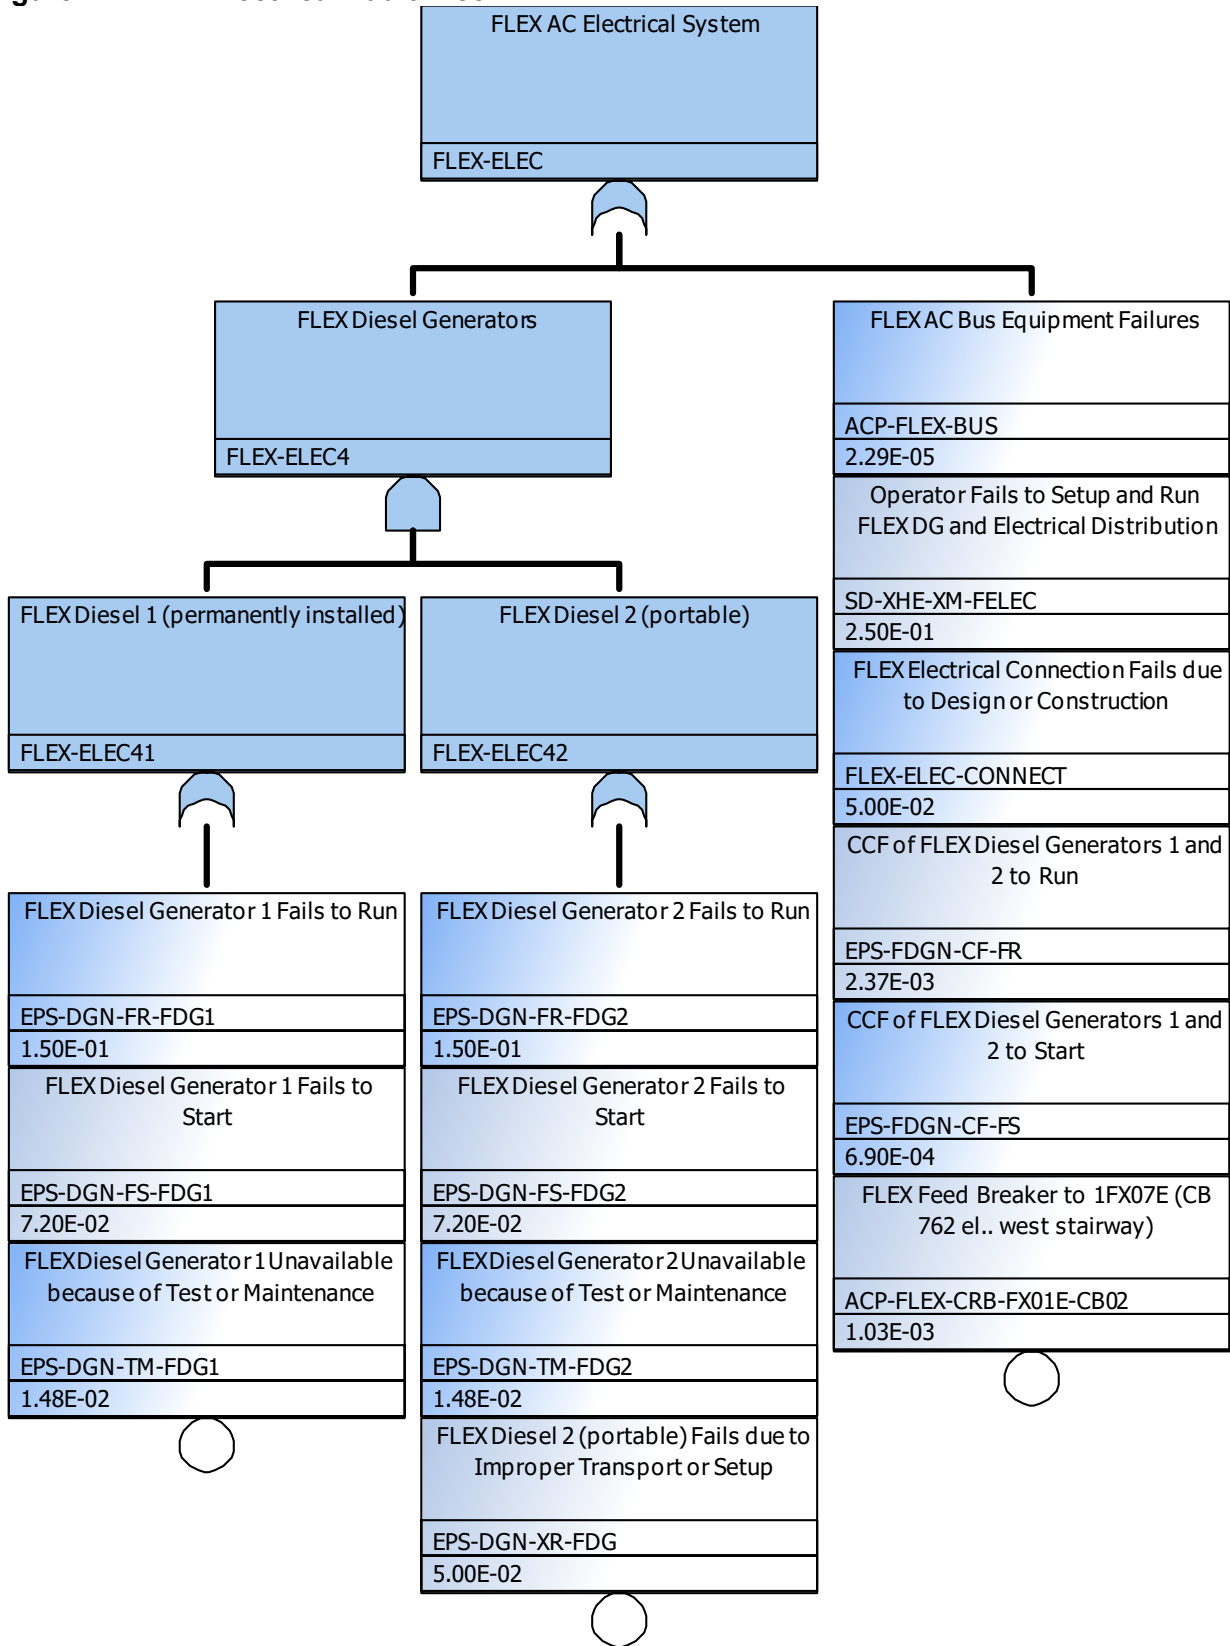 FLEX AC Electrical System
FLEX-ELEC
FLEX Diesel Generators
FLEX-ELEC4
FLEX AC Bus Equipment Failures
ACP-FLEX-BUS
2.29E-05
Operator Fails to Setup and Run
FLEX DG and Electrical Distribution
SD-XHE-XM-FELEC
2.50E-01
FLEX Electrical Connection Fails due
to Design or Construction
FLEX-ELEC-CONNECT
5.00E-02
CCF of FLEX Diesel Generators 1 and
2 to Run
EPS-FDGN-CF-FR
2.37E-03
CCF of FLEX Diesel Generators 1 and
2 to Start
EPS-FDGN-CF-FS
6.90E-04
FLEX Feed Breaker to 1FX07E (CB
762 el.. west stairway)
ACP-FLEX-CRB-FX01E-CB02
1.03E-03
FLEX Diesel 1 (permanently installed)
FLEX-ELEC41
FLEX Diesel 2 (portable)
FLEX-ELEC42
FLEX Diesel Generator 1 Fails to Run
EPS-DGN-FR-FDG1
1.50E-01
FLEX Diesel Generator 1 Fails to
Start
EPS-DGN-FS-FDG1
7.20E-02
FLEX Diesel Generator 1 Unavailable
because of Test or Maintenance
EPS-DGN-TM-FDG1
1.48E-02
FLEX Diesel Generator 2 Fails to Run
EPS-DGN-FR-FDG2
1.50E-01
FLEX Diesel Generator 2 Fails to
Start
EPS-DGN-FS-FDG2
7.20E-02
FLEX Diesel Generator 2 Unavailable
because of Test or Maintenance
EPS-DGN-TM-FDG2
1.48E-02
FLEX Diesel 2 (portable) Fails due to
Improper Transport or Setup
EPS-DGN-XR-FDG
5.00E-02